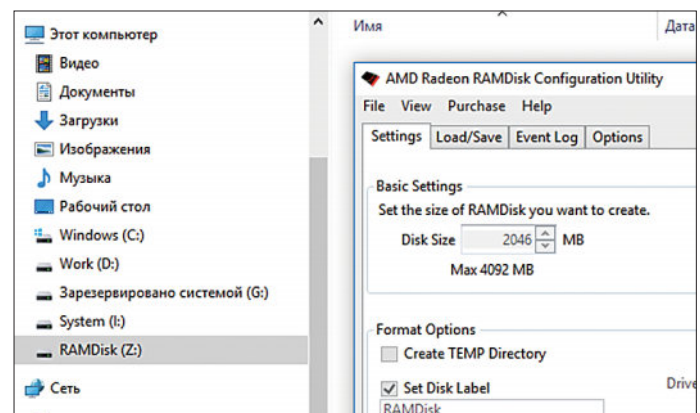 Этот компьютер
Видео
Документы
Загрузки
Изображения
Музыка
Рабочий стол
Windows (C:)
Work (D:)
Зарезервировано системой (G:)
System (I:)
RAMDisk (Z:)
Сеть
Имя
Дата
AMD Radeon RAMDisk Configuration Utility
File View Purchase Help
Settings Load/Save Event Log Options
Basic Settings
Set the size of RAMDisk you want to create.
Disk Size 2046 MB
Max 4092 MB
Format Options
Create TEMP Directory
Set Disk Label
Drive
RAMDisk